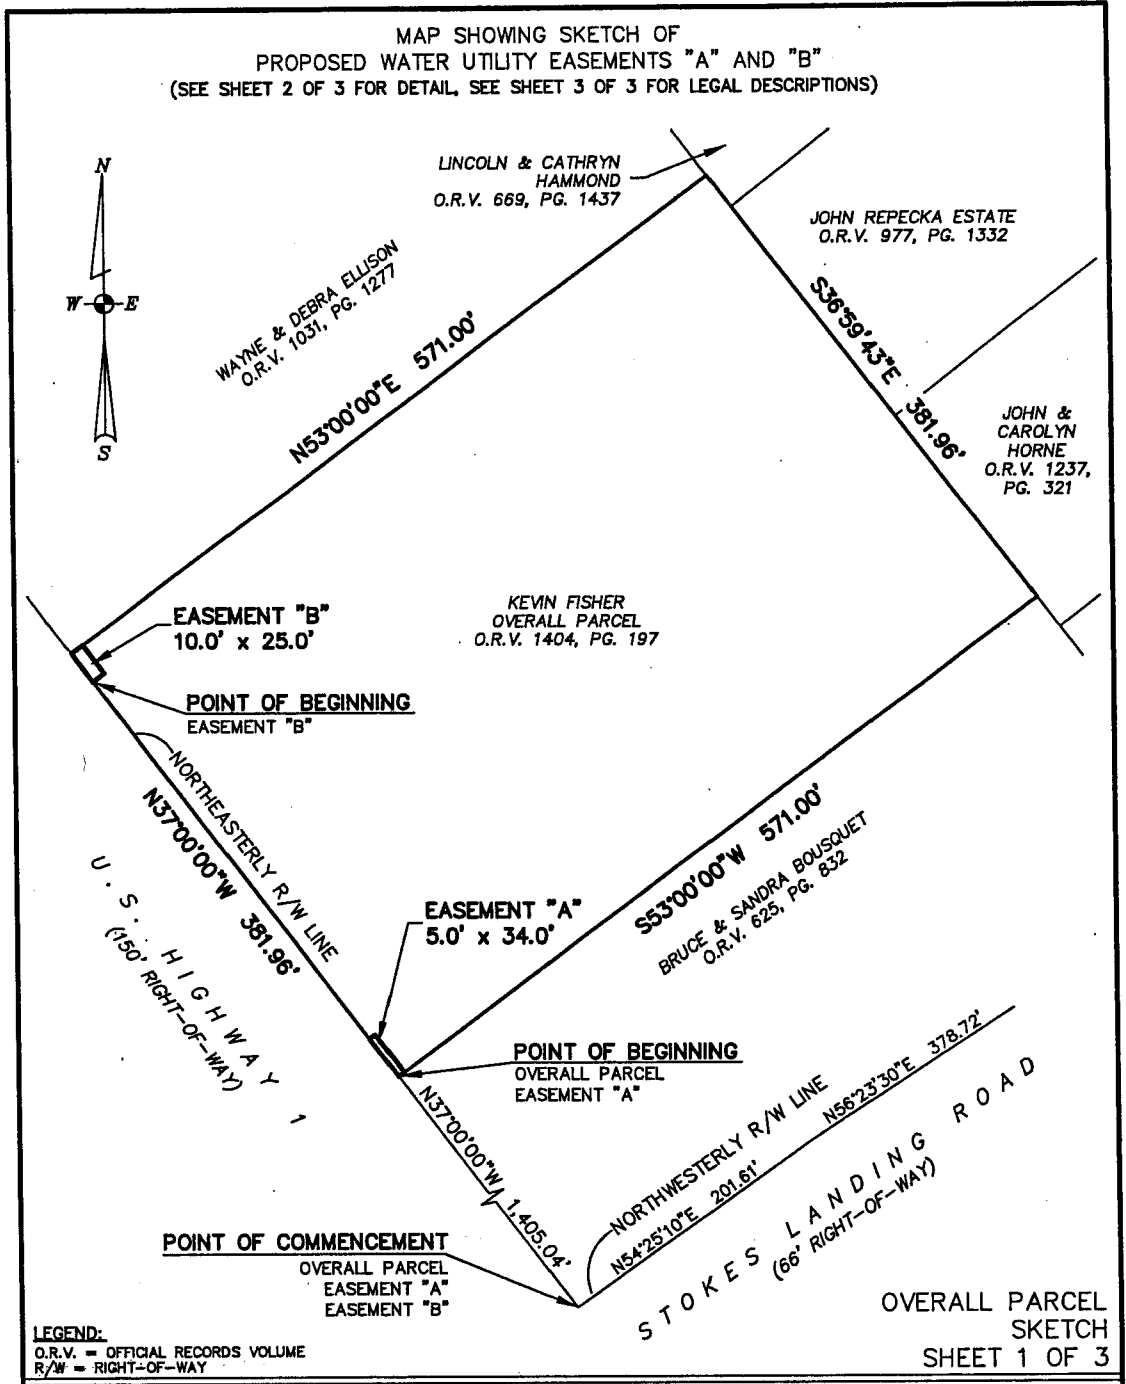 MAP SHOWING SKETCH OF
PROPOSED WATER UTILITY EASEMENTS "A" AND "B"
(SEE SHEET 2 OF 3 FOR DETAIL, SEE SHEET 3 OF 3 FOR LEGAL DESCRIPTIONS)
N
W E
S
LINCOLN & CATHRYN
HAMMOND
O.R.V. 669, PG. 1437
JOHN REPECKA ESTATE
O.R.V. 977, PG. 1332
WAYNE & DEBRA ELLISON
O.R.V. 1031, PG. 1277
N53°00'00"E 571.00'
S36°59'43"E 381.96'
JOHN &
CAROLYN
HORNE
O.R.V. 1237,
PG. 321
KEVIN FISHER
OVERALL PARCEL
O.R.V. 1404, PG. 197
EASEMENT "B"
10.0' x 25.0'
POINT OF BEGINNING
EASEMENT "B"
NORTHEASTERLY R/W LINE
N37°00'00"W 381.96'
U.S. HIGHWAY 1
(150' RIGHT-OF-WAY)
EASEMENT "A"
5.0' x 34.0'
S53°00'00"W 571.00'
BRUCE & SANDRA BOUSQUET
O.R.V. 625, PG. 832
POINT OF BEGINNING
OVERALL PARCEL
EASEMENT "A"
N37°00'00"W 1,405.04'
NORTHWESTERLY R/W LINE
N54°25'10"E 201.61'
N56°23'30"E 378.72'
STOKES LANDING ROAD
(66' RIGHT-OF-WAY)
POINT OF COMMENCEMENT
OVERALL PARCEL
EASEMENT "A"
EASEMENT "B"
LEGEND:
O.R.V. = OFFICIAL RECORDS VOLUME
R/W = RIGHT-OF-WAY
OVERALL PARCEL
SKETCH
SHEET 1 OF 3